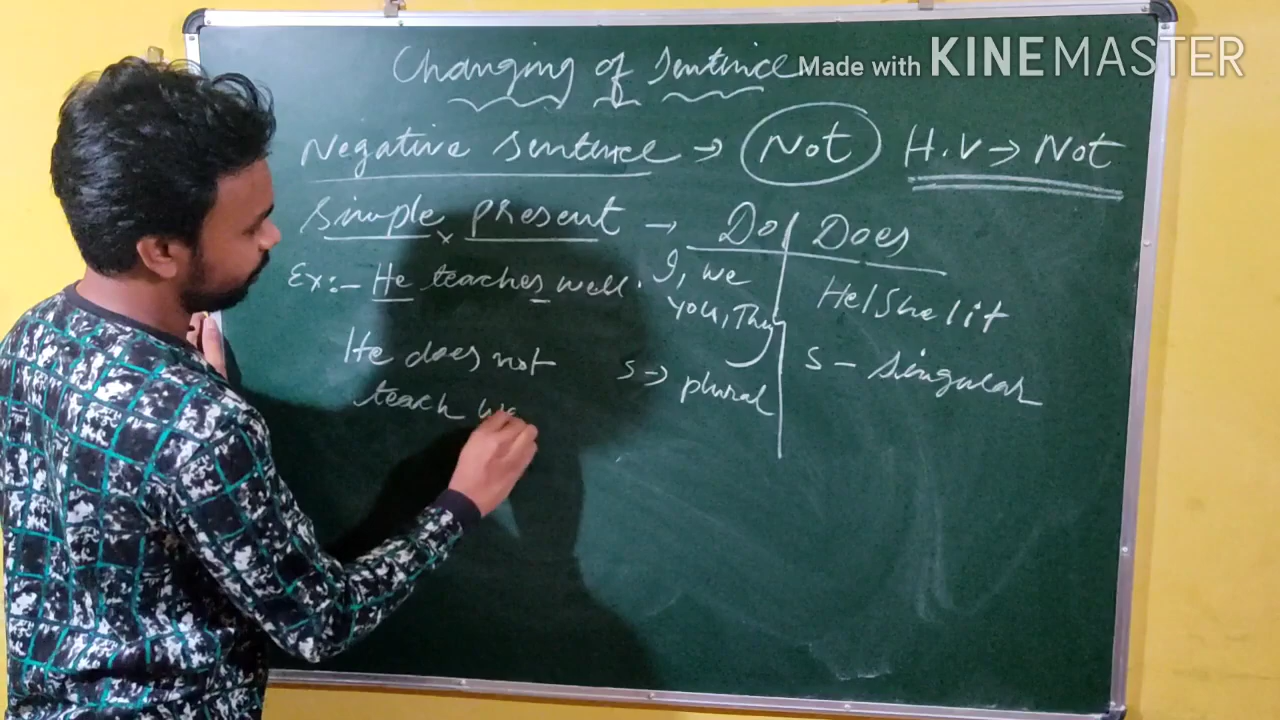 Changing of Sentence
Made with KINEMASTER
Negative Sentence → Not H.V → Not
Simple Present → Do Does
Ex:- He teaches well.
I, we
You, They
He/She/it
He does not
teach we
S → plural
S - Singular